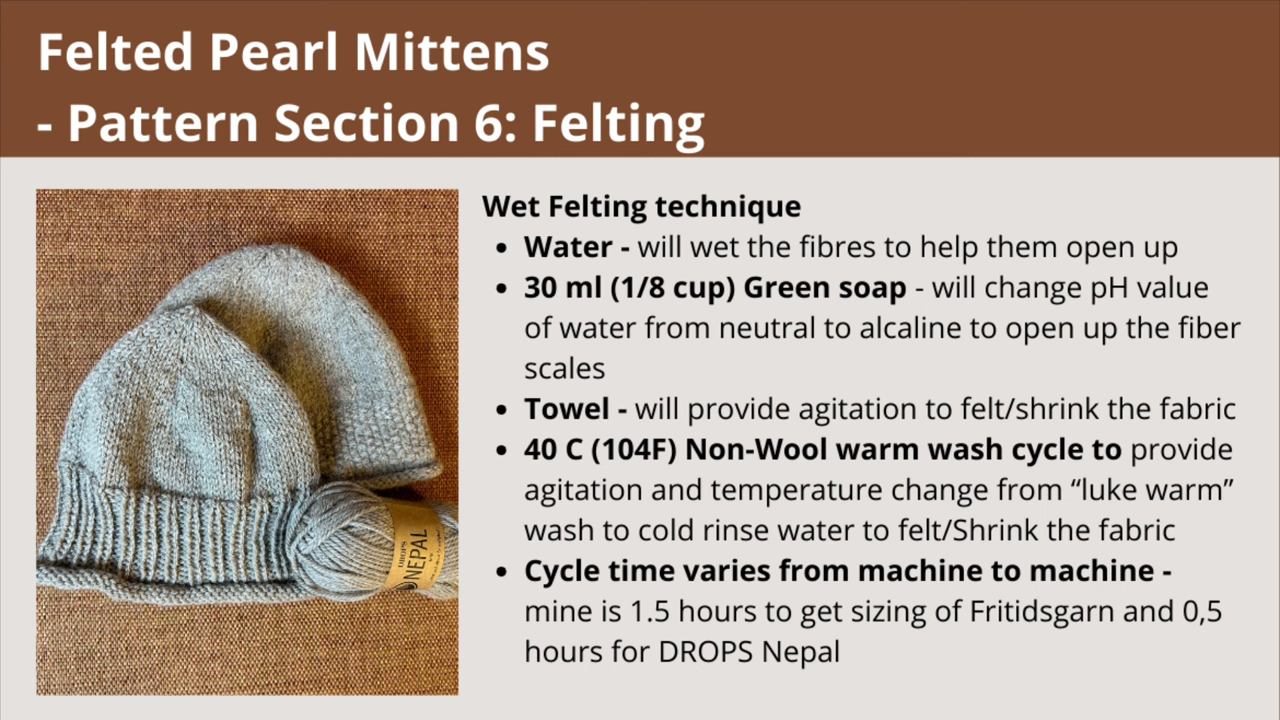 Felted Pearl Mittens
- Pattern Section 6: Felting
Wet Felting technique
• Water - will wet the fibres to help them open up
• 30 ml (1/8 cup) Green soap - will change pH value
of water from neutral to alcaline to open up the fiber
scales
• Towel - will provide agitation to felt/shrink the fabric
• 40 C (104F) Non-Wool warm wash cycle to provide
agitation and temperature change from “luke warm”
wash to cold rinse water to felt/Shrink the fabric
• Cycle time varies from machine to machine -
mine is 1.5 hours to get sizing of Fritidsgarn and 0,5
hours for DROPS Nepal
DROPS
NEPAL